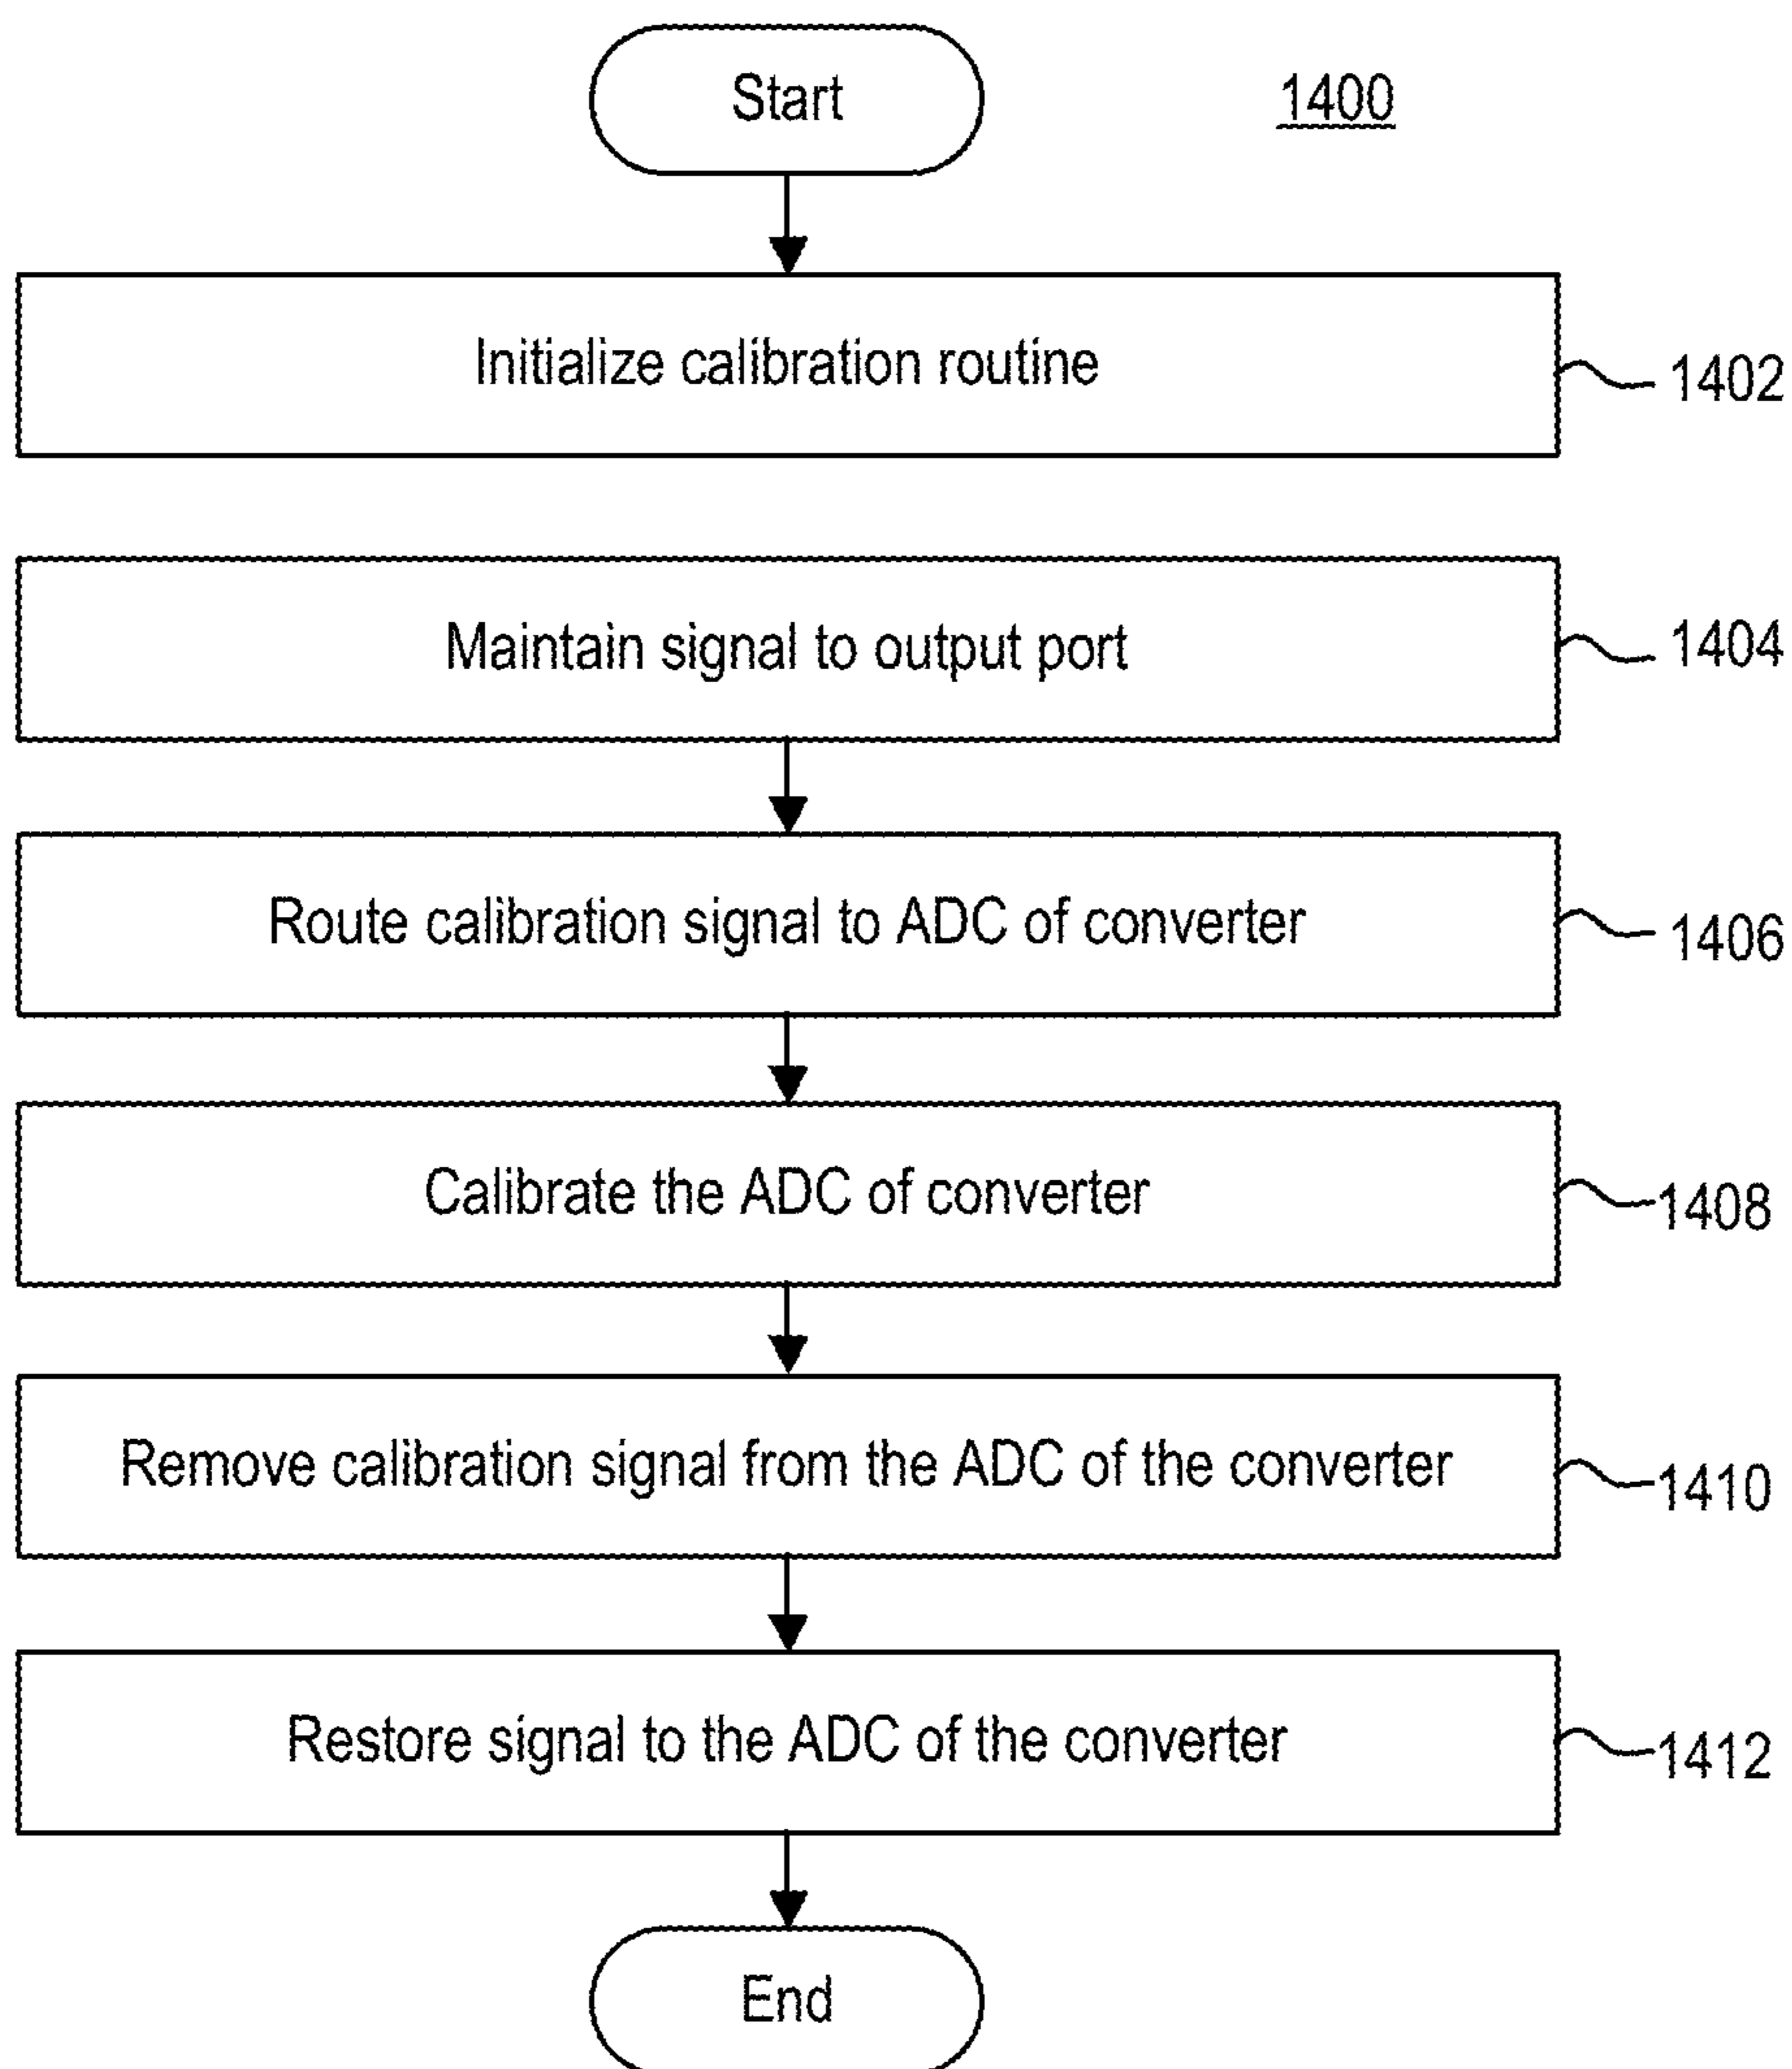 Start
1400
Initialize calibration routine
1402
Maintain signal to output port
1404
Route calibration signal to ADC of converter
1406
Calibrate the ADC of converter
1408
Remove calibration signal from the ADC of the converter
1410
Restore signal to the ADC of the converter
1412
End